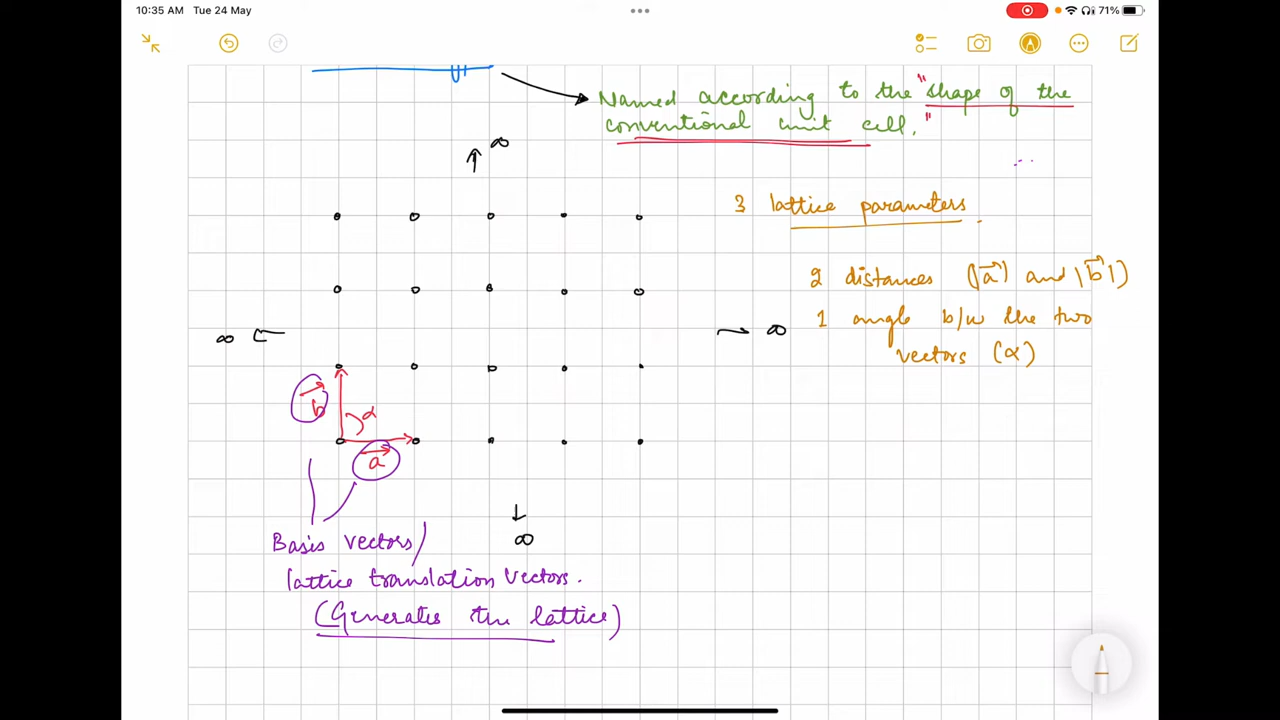 10:35 AM Tue 24 May
71%
Named according to the "shape of the
conventional unit cell."
∞
3 lattice parameters.
2 distances (|a⃗|) and |b⃗|)
1 angle b/w the two
vectors (α)
∞
∞
b⃗
α
a⃗
∞
Basis vectors/
lattice translation vectors.
(Generates the lattice)